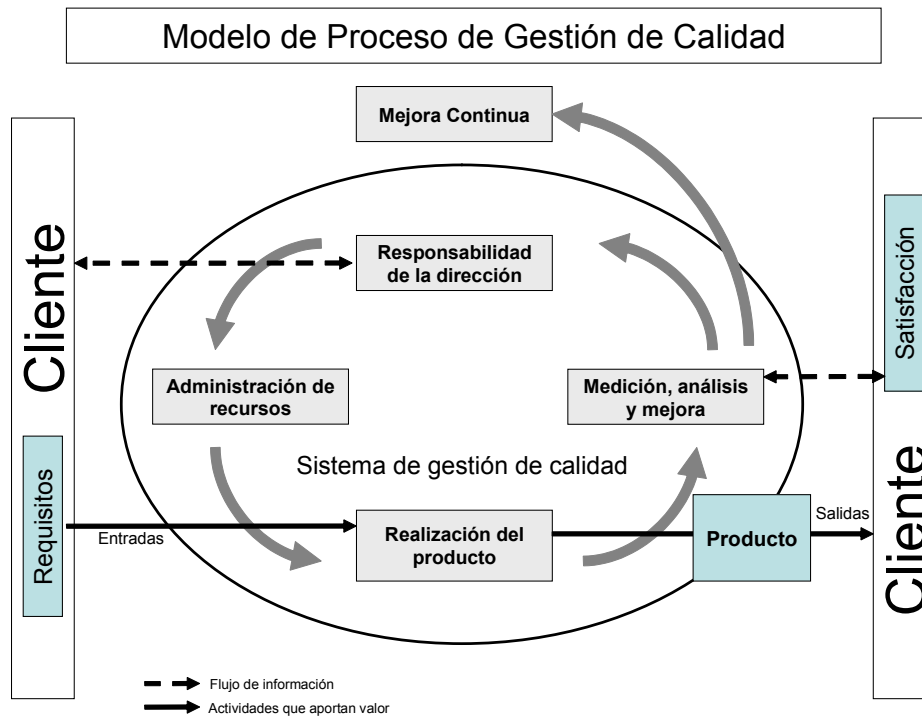 Modelo de Proceso de Gestión de Calidad
Mejora Continua
Cliente
Responsabilidad
de la dirección
Satisfacción
Administración de
recursos
Medición, análisis
y mejora
Sistema de gestión de calidad
Requisitos
Entradas
Realización del
producto
Producto
Salidas
Cliente
Flujo de información
Actividades que aportan valor